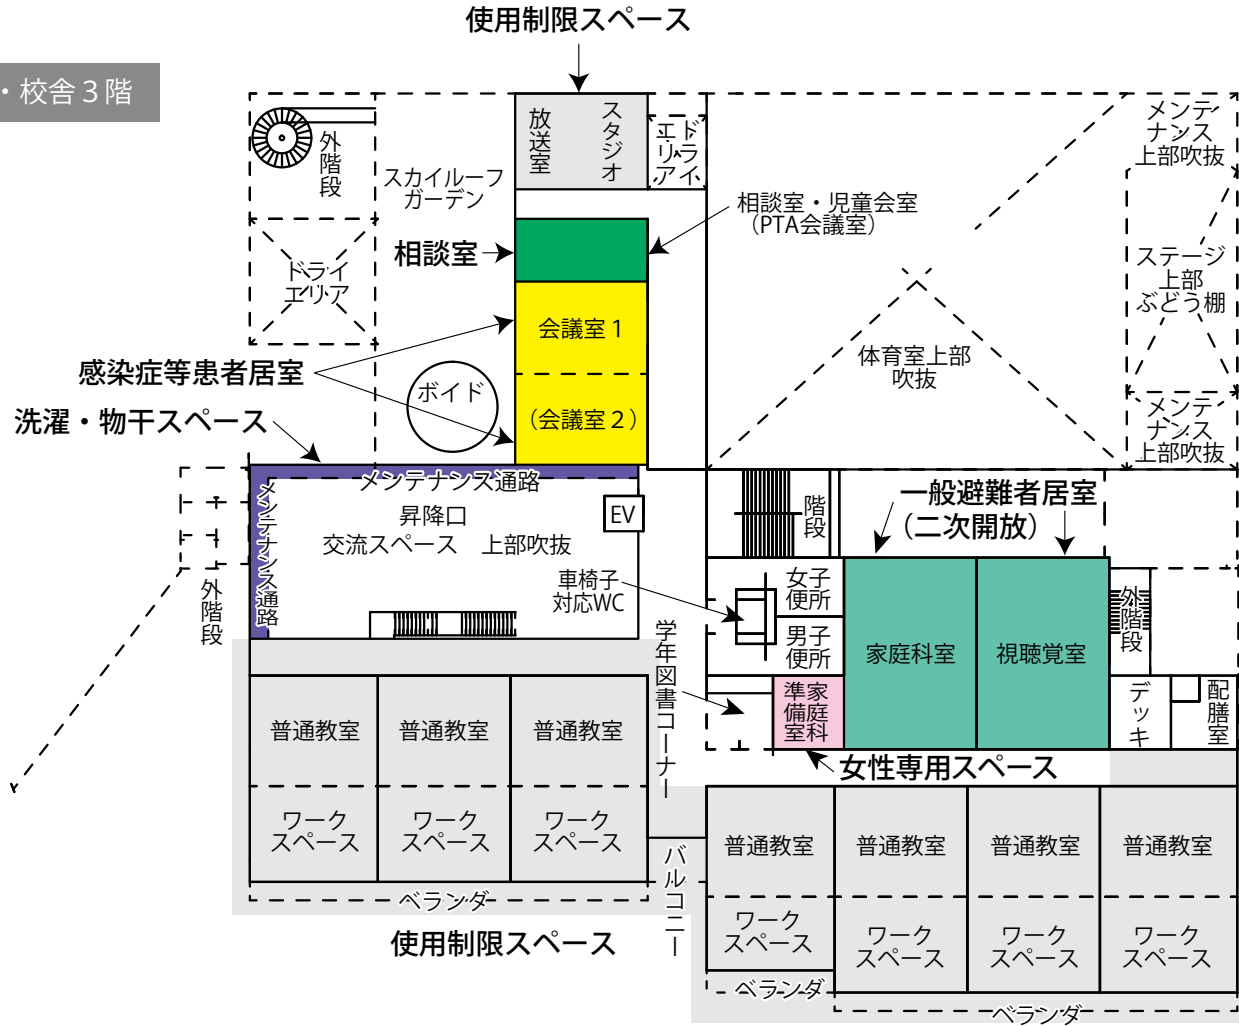 使用制限スペース
・校舎３階
外階段
スカイルーフ
ガーデン
放送室
スタジオ
ドライ
エリア
メンテ
ナンス
上部吹抜
相談室・児童会室
（PTA会議室）
相談室
ドライ
エリア
ステージ
上部
ぶどう棚
会議室１
体育室上部
吹抜
感染症等患者居室
ボイド
（会議室２）
メンテ
ナンス
上部吹抜
洗濯・物干スペース
メンテナンス通路
メンテナンス通路
昇降口
交流スペース　上部吹抜
EV
階段
一般避難者居室
（二次開放）
外階段
車椅子
対応WC
女子
便所
男子
便所
家庭科室
視聴覚室
外階段
学年図書コーナー
家庭科
準備室
デッキ
配膳室
女性専用スペース
普通教室
普通教室
普通教室
ワーク
スペース
ワーク
スペース
ワーク
スペース
ベランダ
バルコニー
普通教室
普通教室
普通教室
普通教室
ワーク
スペース
ワーク
スペース
ワーク
スペース
ワーク
スペース
使用制限スペース
ベランダ
ベランダ